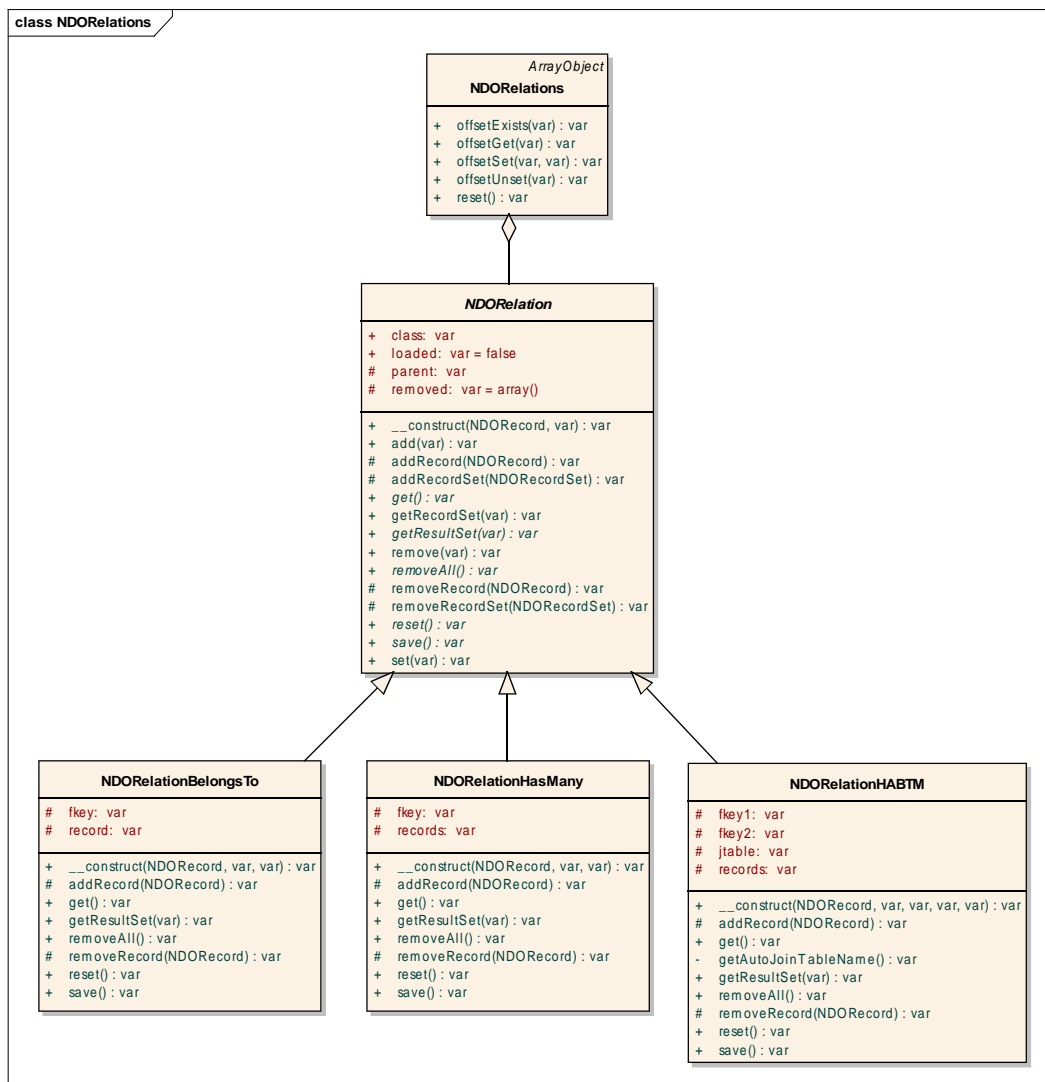 class NDORelations
ArrayObject
NDORelations
+ offsetExists(var) : var
+ offsetGet(var) : var
+ offsetSet(var, var) : var
+ offsetUnset(var) : var
+ reset() : var
NDORelation
+ class: var
+ loaded: var = false
# parent: var
# removed: var = array()
+ __construct(NDORecord, var) : var
+ add(var) : var
# addRecord(NDORecord) : var
# addRecordSet(NDORecordSet) : var
+ get() : var
+ getRecordSet(var) : var
+ getResultSet(var) : var
+ remove(var) : var
+ removeAll() : var
# removeRecord(NDORecord) : var
# removeRecordSet(NDORecordSet) : var
+ reset() : var
+ save() : var
+ set(var) : var
NDORelationBelongsTo
# fkey: var
# record: var
+ __construct(NDORecord, var, var) : var
# addRecord(NDORecord) : var
+ get() : var
+ getResultSet(var) : var
+ removeAll() : var
# removeRecord(NDORecord) : var
+ reset() : var
+ save() : var
NDORelationHasMany
# fkey: var
# records: var
+ __construct(NDORecord, var, var) : var
# addRecord(NDORecord) : var
+ get() : var
+ getResultSet(var) : var
+ removeAll() : var
# removeRecord(NDORecord) : var
+ reset() : var
+ save() : var
NDORelationHABTM
# fkey1: var
# fkey2: var
# jtable: var
# records: var
+ __construct(NDORecord, var, var, var, var) : var
# addRecord(NDORecord) : var
+ get() : var
- getAutoJoinTableName() : var
+ getResultSet(var) : var
+ removeAll() : var
# removeRecord(NDORecord) : var
+ reset() : var
+ save() : var